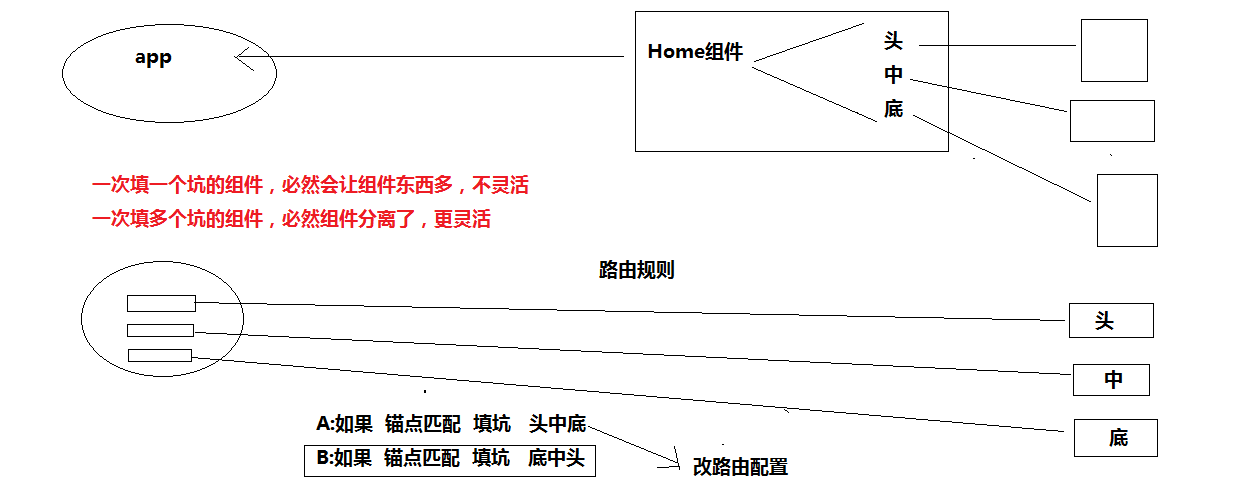 app
Home组件
头
中
底
一次填一个坑的组件，必然会让组件东西多，不灵活
一次填多个坑的组件，必然组件分离了，更灵活
路由规则
头
中
底
A:如果 锚点匹配 填坑 头中底
B:如果 锚点匹配 填坑 底中头
改路由配置